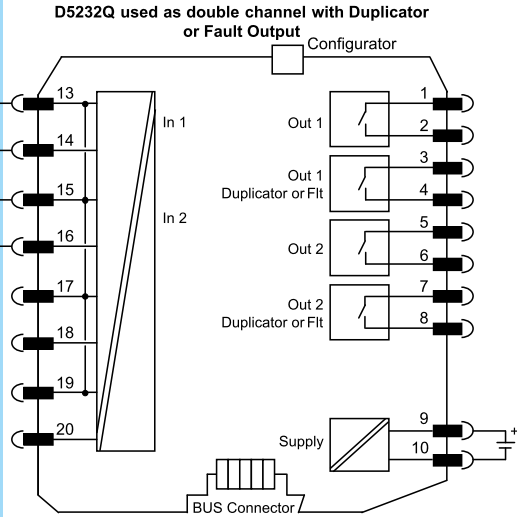 D5232Q used as double channel with Duplicator
or Fault Output
Configurator
13
14
15
16
17
18
19
20
In 1
In 2
Out 1
Out 1
Duplicator or Flt
Out 2
Out 2
Duplicator or Flt
Supply
1
2
3
4
5
6
7
8
9
10
+
BUS Connector